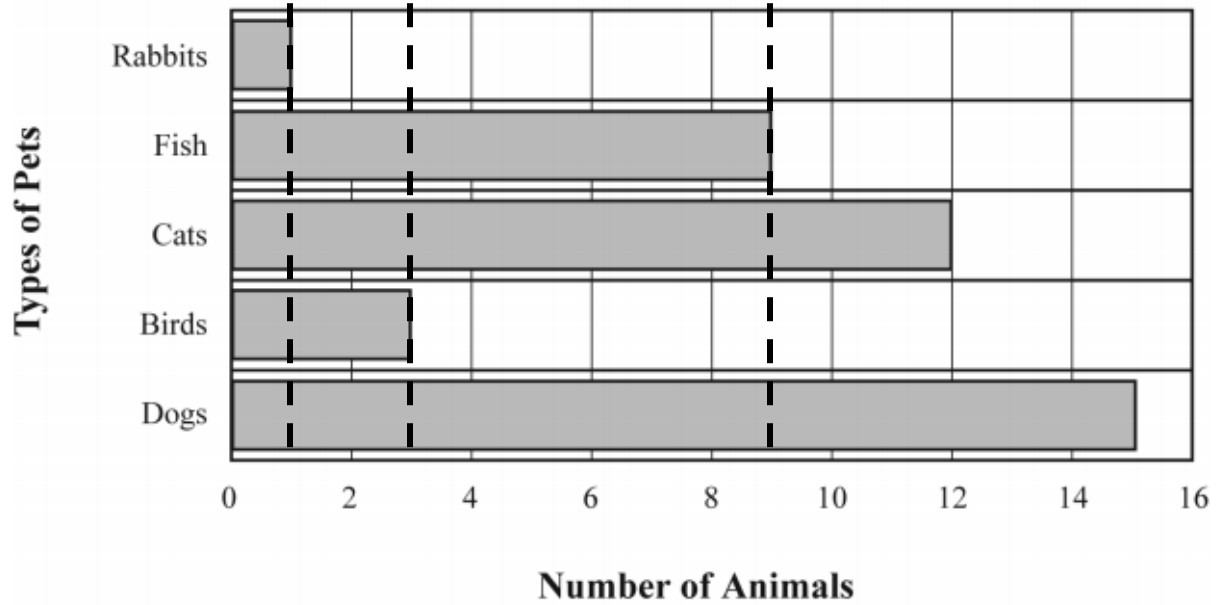 Types of Pets
Rabbits
Fish
Cats
Birds
Dogs
0 2 4 6 8 10 12 14 16
Number of Animals